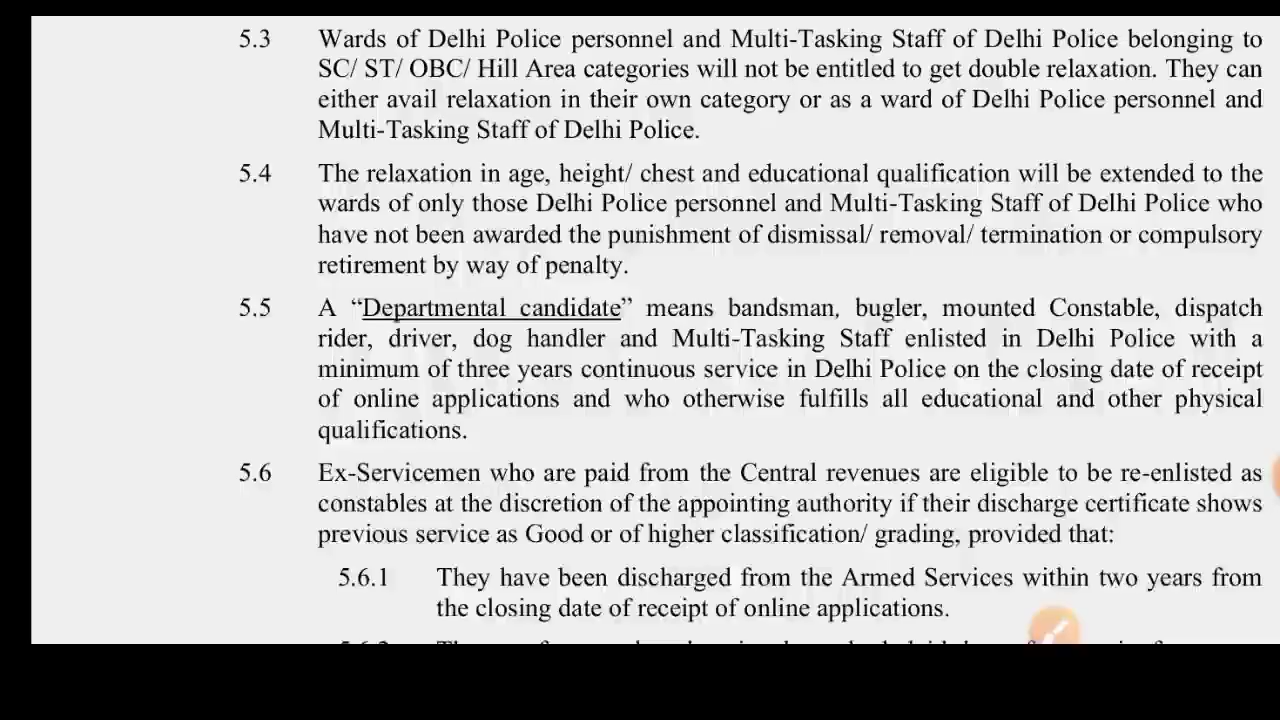 5.3 Wards of Delhi Police personnel and Multi-Tasking Staff of Delhi Police belonging to
SC/ ST/ OBC/ Hill Area categories will not be entitled to get double relaxation. They can
either avail relaxation in their own category or as a ward of Delhi Police personnel and
Multi-Tasking Staff of Delhi Police.
5.4 The relaxation in age, height/ chest and educational qualification will be extended to the
wards of only those Delhi Police personnel and Multi-Tasking Staff of Delhi Police who
have not been awarded the punishment of dismissal/ removal/ termination or compulsory
retirement by way of penalty.
5.5 A “Departmental candidate” means bandsman, bugler, mounted Constable, dispatch
rider, driver, dog handler and Multi-Tasking Staff enlisted in Delhi Police with a
minimum of three years continuous service in Delhi Police on the closing date of receipt
of online applications and who otherwise fulfills all educational and other physical
qualifications.
5.6 Ex-Servicemen who are paid from the Central revenues are eligible to be re-enlisted as
constables at the discretion of the appointing authority if their discharge certificate shows
previous service as Good or of higher classification/ grading, provided that:
5.6.1 They have been discharged from the Armed Services within two years from
the closing date of receipt of online applications.